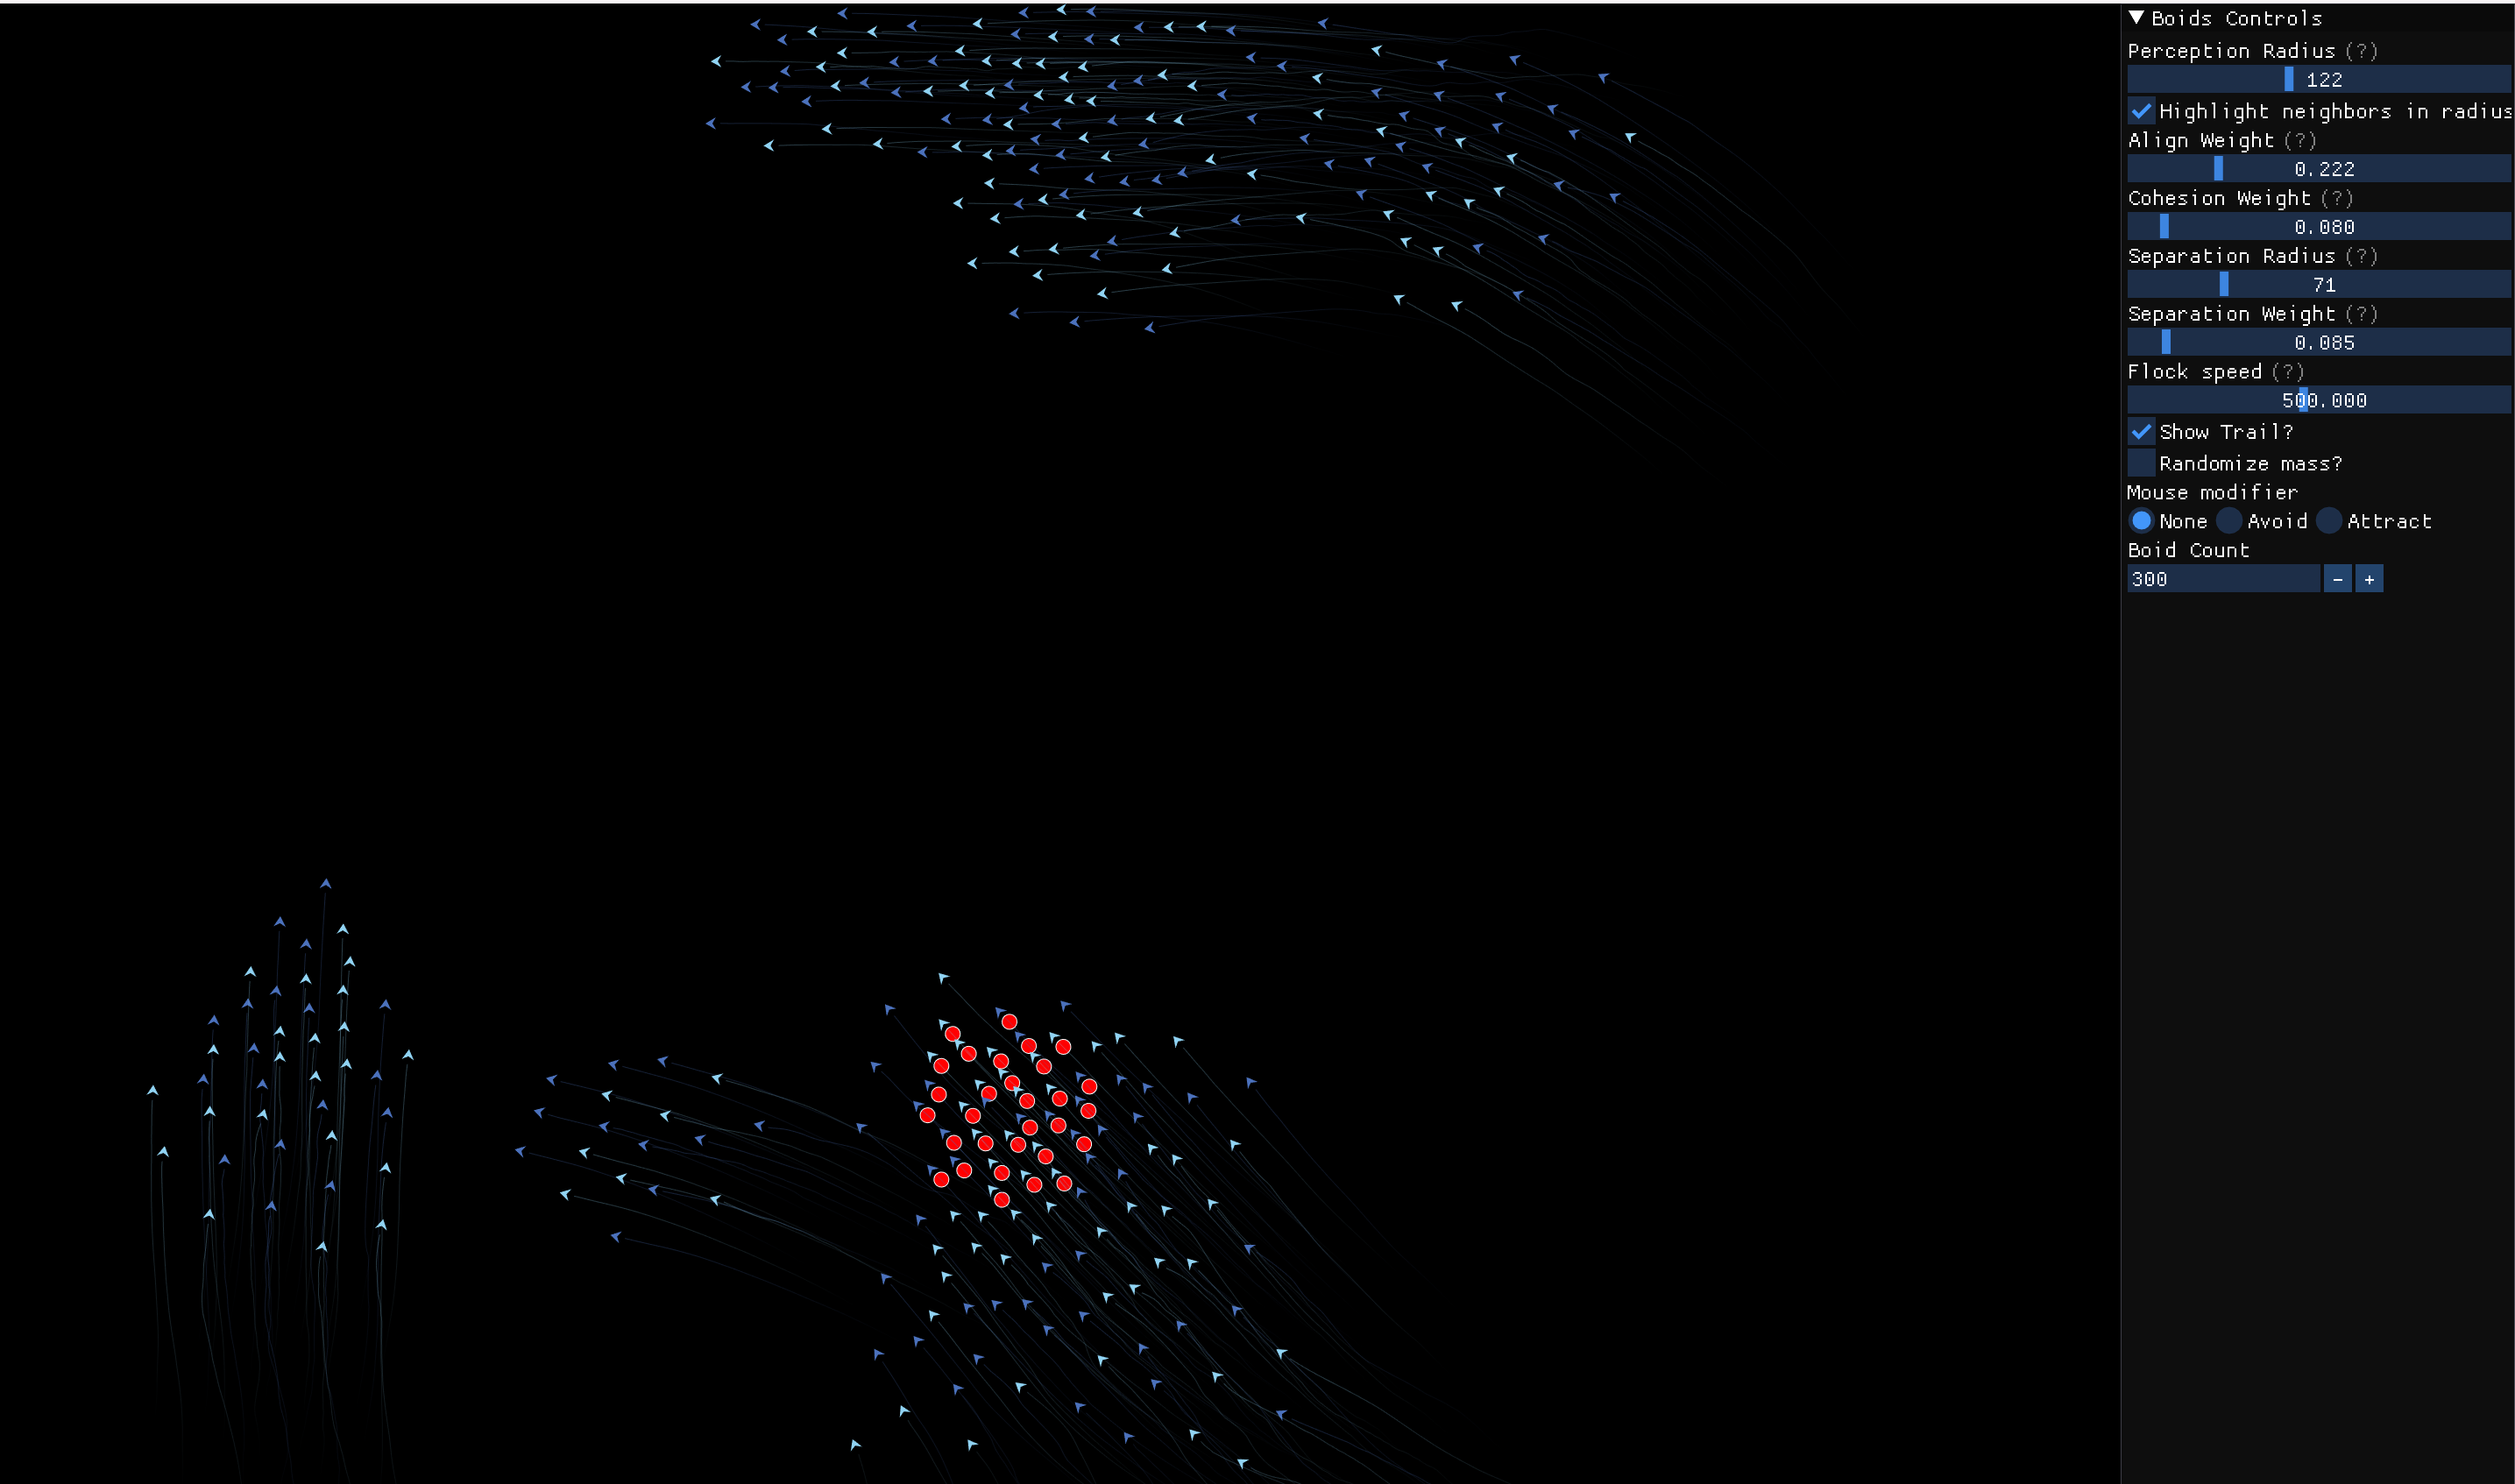 Boids Controls
Perception Radius (?)
122
Highlight neighbors in radius
Align Weight (?)
0.222
Cohesion Weight (?)
0.080
Separation Radius (?)
71
Separation Weight (?)
0.085
Flock speed (?)
500.000
Show Trail?
Randomize mass?
Mouse modifier
None Avoid Attract
Boid Count
300 - +